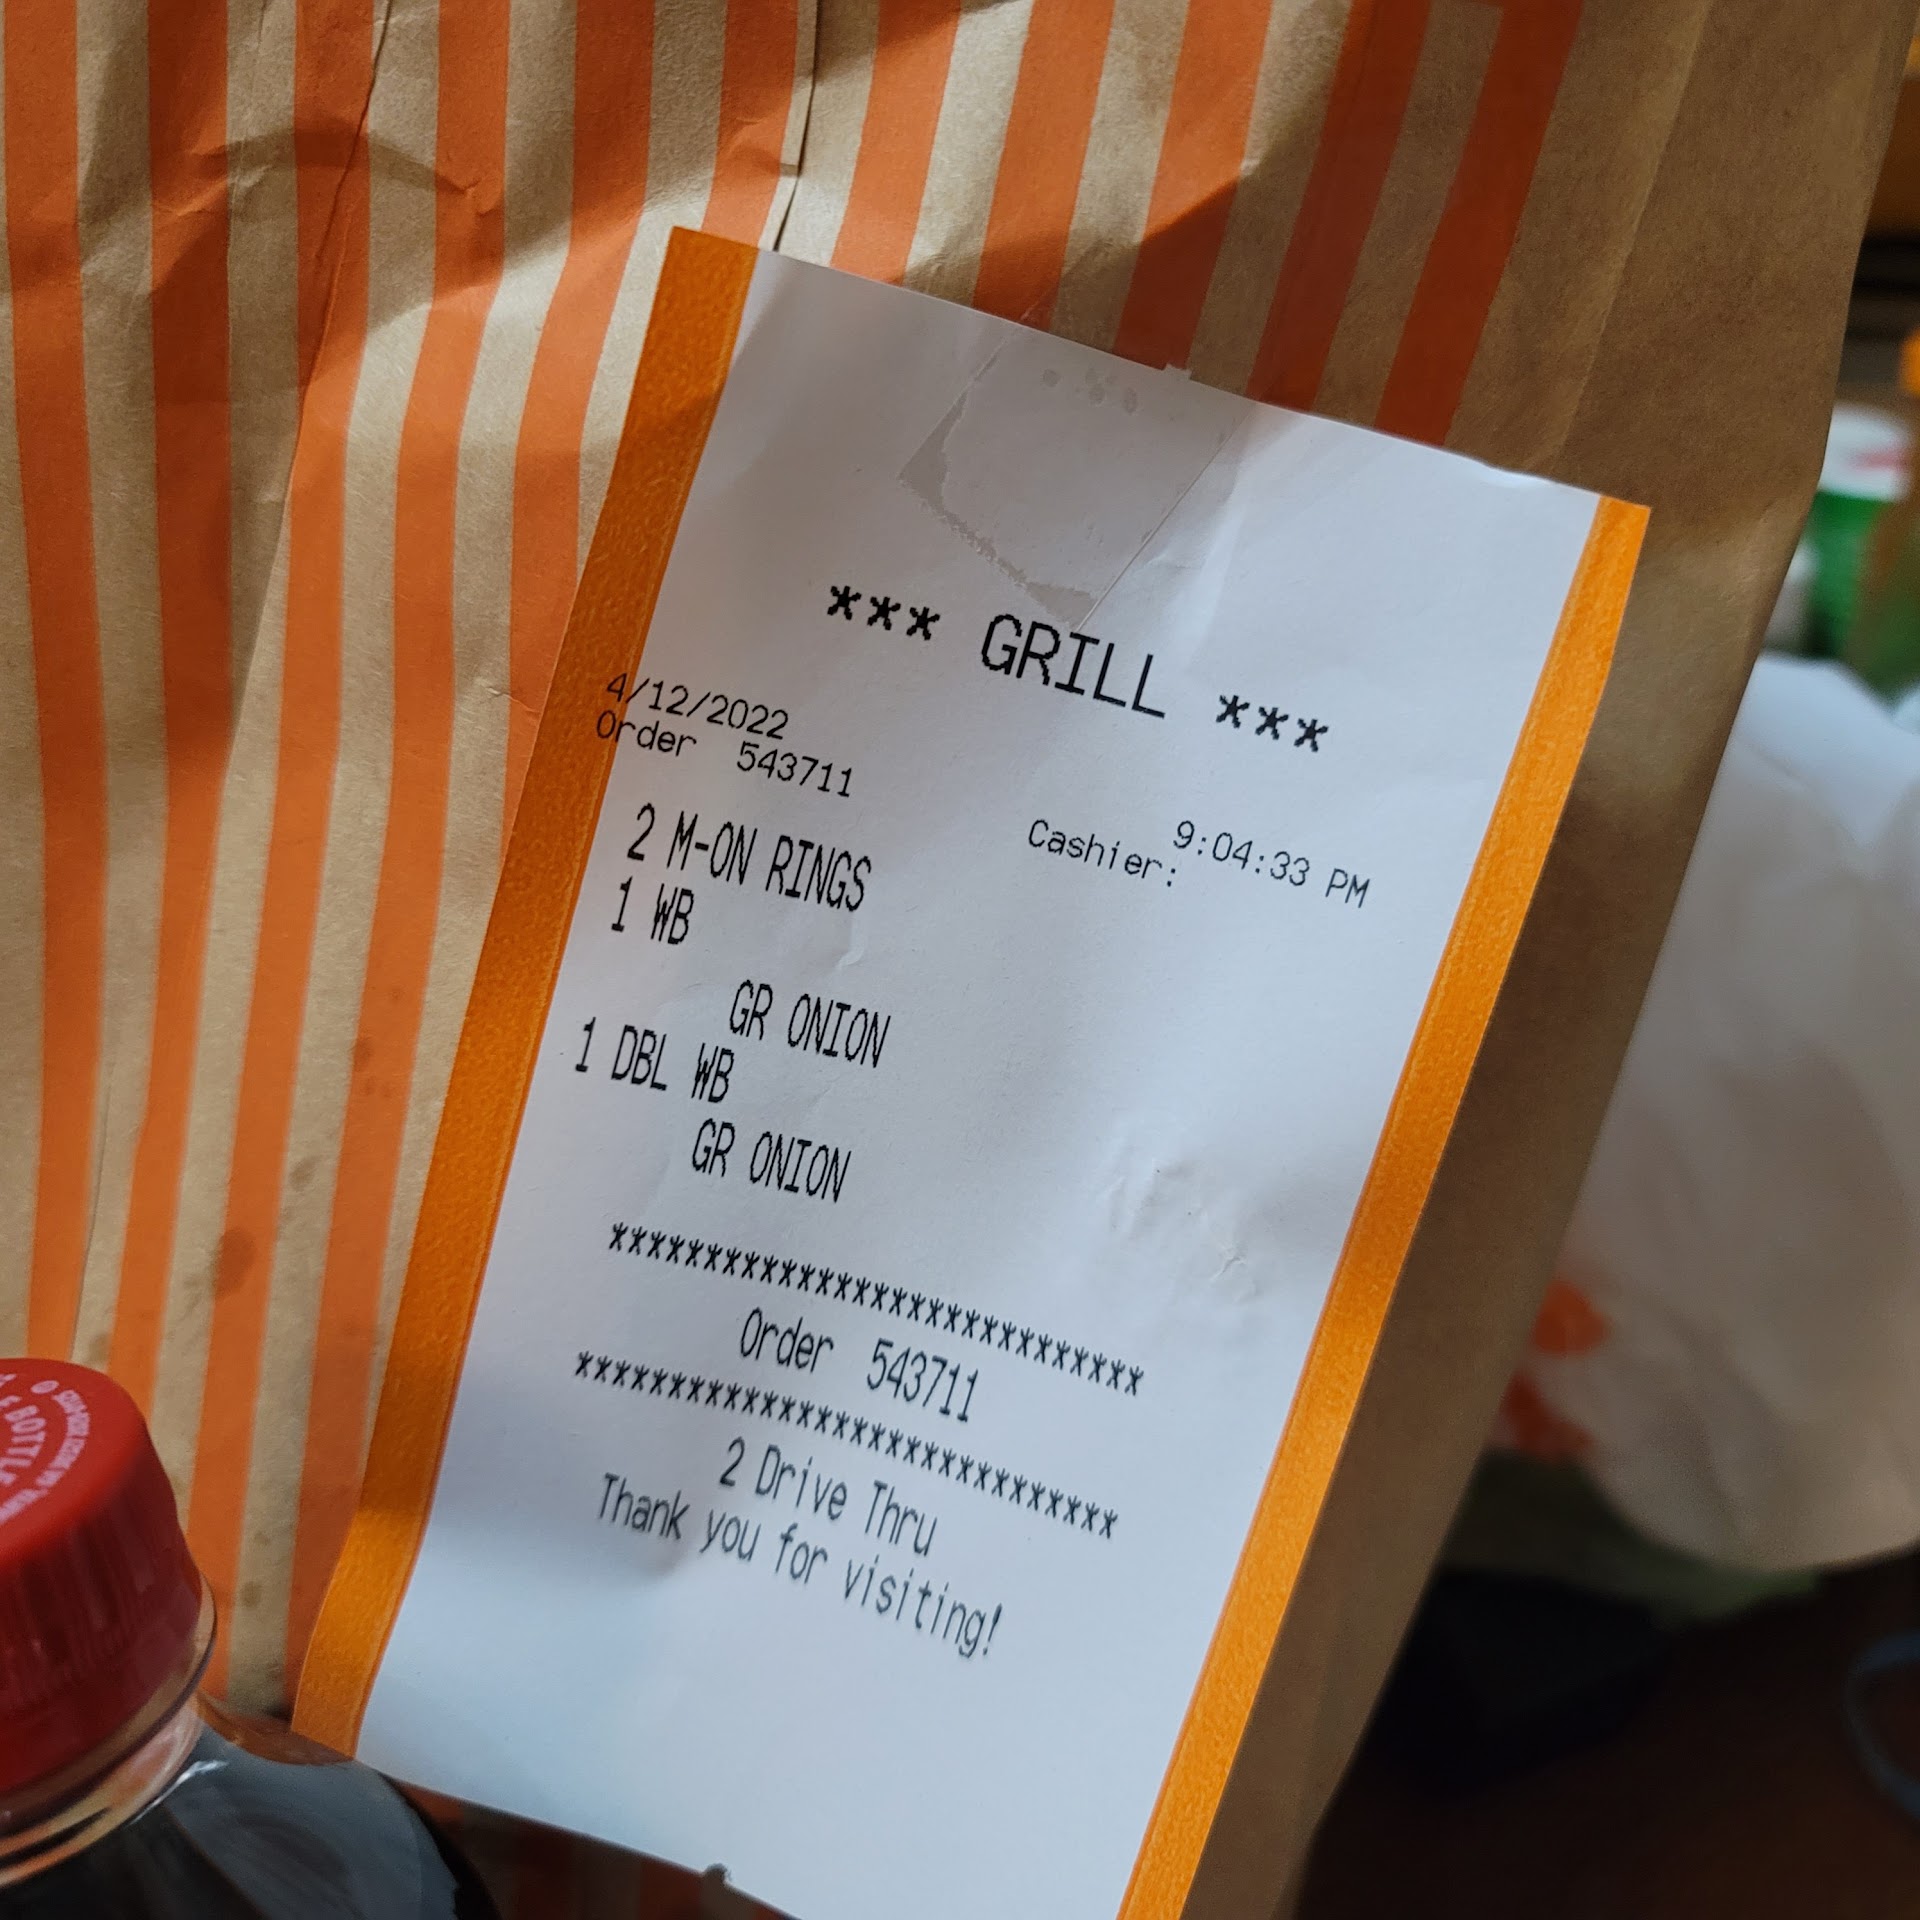 *** GRILL ***
4/12/2022 9:04:33 PM
Order 543711 Cashier:
2 M-ON RINGS
1 WB
GR ONION
1 DBL WB
GR ONION
****************************
Order 543711
****************************
2 Drive Thru
Thank you for visiting!
BOTTLE